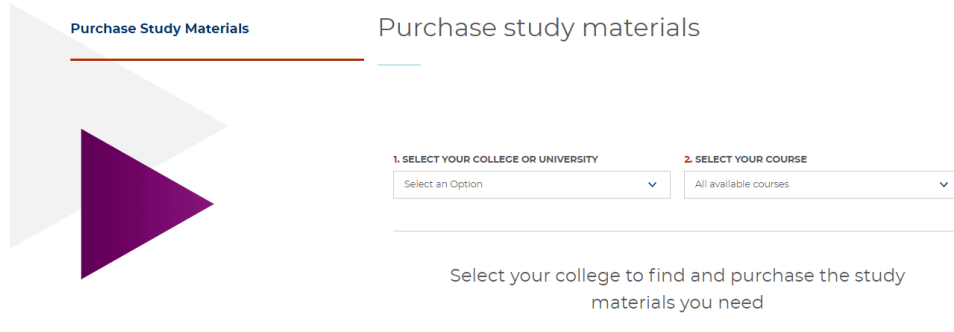 Purchase Study Materials
Purchase study materials
1. SELECT YOUR COLLEGE OR UNIVERSITY
Select an Option
2. SELECT YOUR COURSE
All available courses
Select your college to find and purchase the study
materials you need